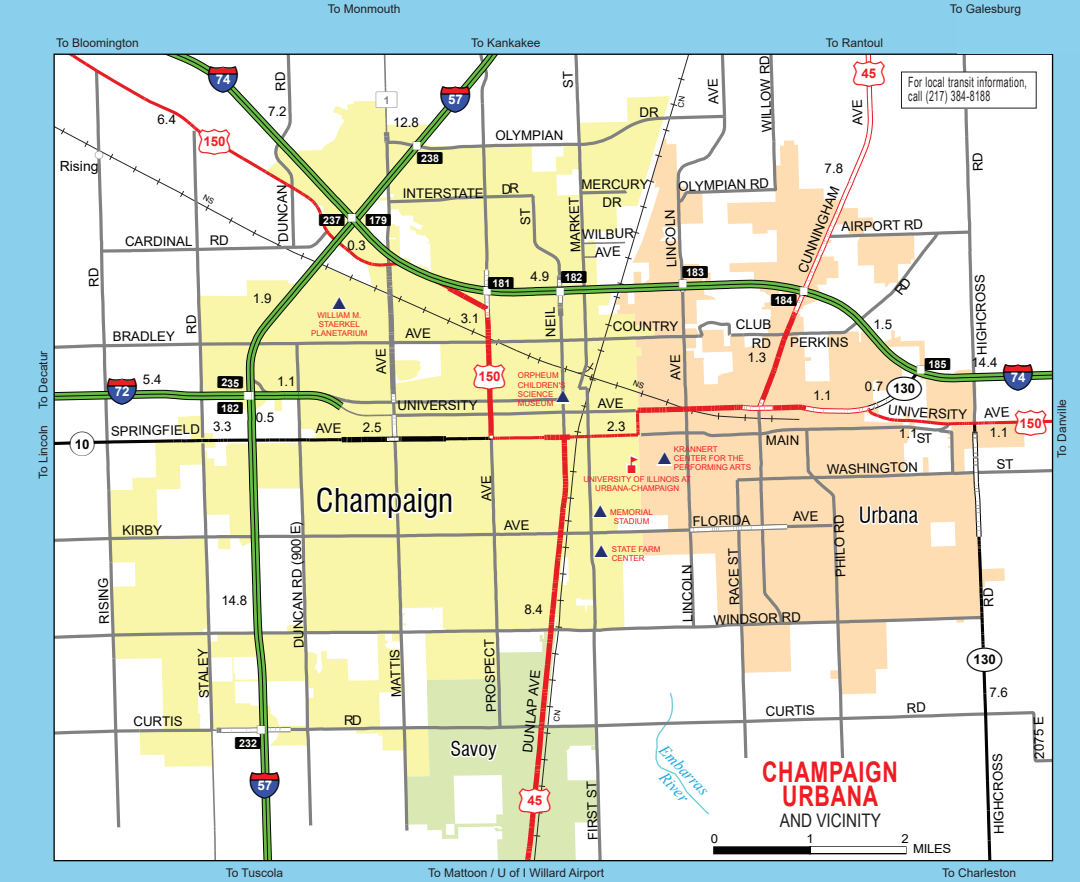 To Monmouth
To Galesburg
To Bloomington
To Kankakee
To Rantoul
74
RD
57
ST
CN
AVE
WILLOW RD
45
AVE
For local transit information,
call (217) 384-8188
7.2
1
12.8
DR
6.4
150
OLYMPIAN
238
Rising
7.8
RD
NS
DUNCAN
INTERSTATE DR
MERCURY
DR
OLYMPIAN RD
237
179
ST
MARKET
WILBUR
AVE
LINCOLN
CUNNINGHAM
AIRPORT RD
CARDINAL RD
0.3
RD
181
4.9
182
183
184
RD
HIGHCROSS
1.9
WILLIAM M.
STAERKEL
PLANETARIUM
3.1
NEIL
RD
BRADLEY
AVE
COUNTRY
CLUB
RD
PERKINS
1.3
1.5
AVE
AVE
185
14.4
To Decatur
72
5.4
235
1.1
150
ORPHEUM
CHILDREN'S
SCIENCE
MUSEUM
NS
0.7
130
74
182
0.5
UNIVERSITY
AVE
1.1
UNIVERSITY
AVE
150
10
SPRINGFIELD
3.3
AVE
2.5
2.3
MAIN
1.1
ST
1.1
To Lincoln
To Danville
KRANNERT
CENTER FOR THE
PERFORMING ARTS
UNIVERSITY OF ILLINOIS AT
URBANA-CHAMPAIGN
WASHINGTON
ST
Champaign
AVE
MEMORIAL
STADIUM
Urbana
KIRBY
AVE
FLORIDA
AVE
STATE FARM
CENTER
RISING
14.8
DUNCAN RD (900 E)
8.4
LINCOLN
RACE ST
PHILO RD
RD
WINDSOR RD
STALEY
MATTIS
PROSPECT
130
7.6
CURTIS
RD
DUNLAP AVE
CN
CURTIS
RD
2075 E
232
Savoy
Embarras
River
57
45
FIRST ST
CHAMPAIGN
URBANA
AND VICINITY
HIGHCROSS
0
1
2
MILES
To Tuscola
To Mattoon / U of I Willard Airport
To Charleston